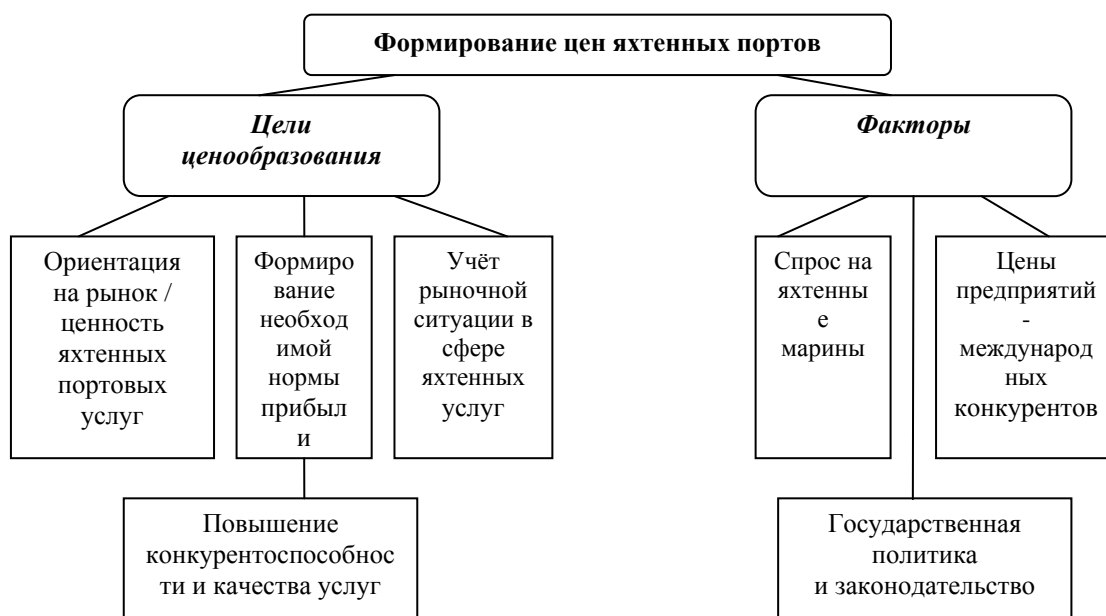 Формирование цен яхтенных портов
Цели
ценообразования
Факторы
Ориентация
на рынок /
ценность
яхтенных
портовых
услуг
Формиро
вание
необход
имой
нормы
прибыл
и
Учёт
рыночной
ситуации в
сфере
яхтенных
услуг
Спрос на
яхтенны
е
марины
Цены
предприятий
-
международ
ных
конкурентов
Повышение
конкурентоспособнос
ти и качества услуг
Государственная
политика
и законодательство